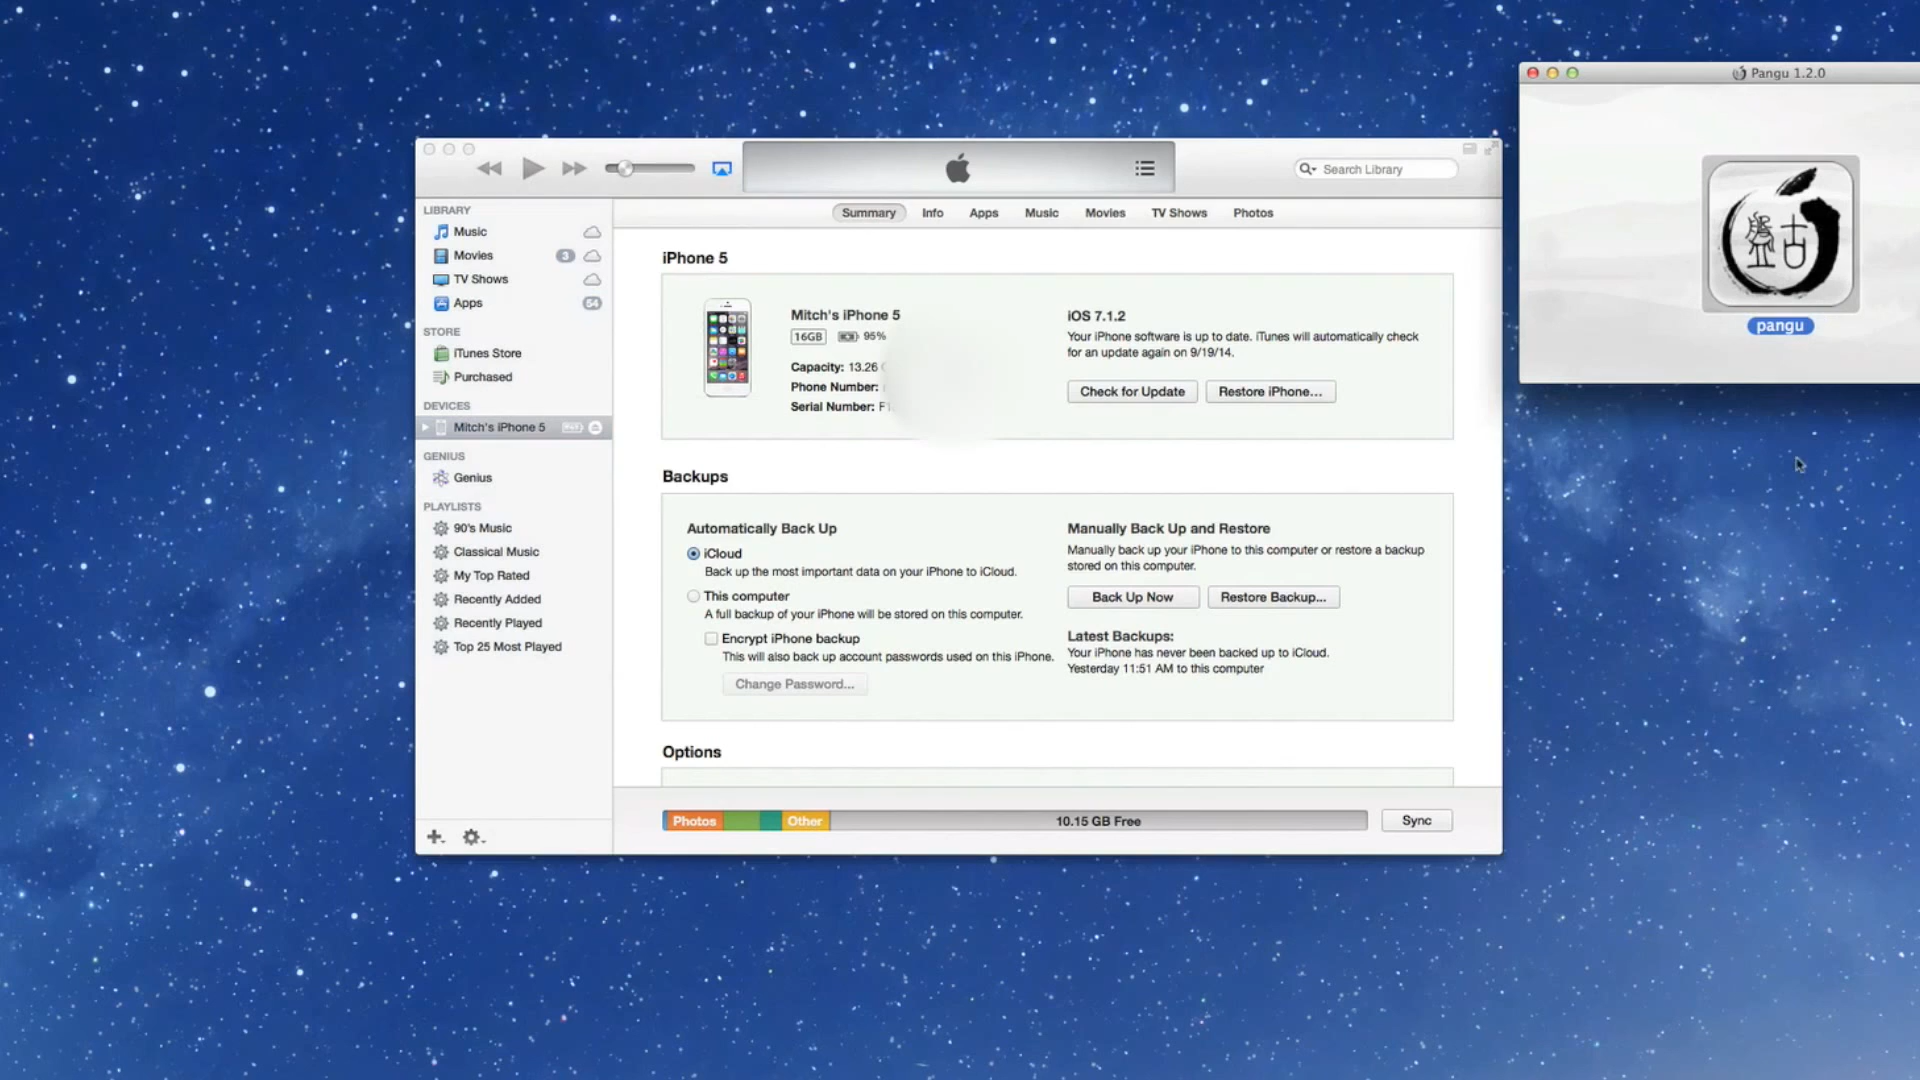 Pangu 1.2.0
Search Library
LIBRARY
Music
Movies 3
TV Shows
Apps 54
STORE
iTunes Store
Purchased
DEVICES
Mitch's iPhone 5
GENIUS
Genius
PLAYLISTS
90's Music
Classical Music
My Top Rated
Recently Added
Recently Played
Top 25 Most Played
Summary Info Apps Music Movies TV Shows Photos
iPhone 5
Mitch's iPhone 5
16GB 95%
Capacity: 13.26
Phone Number:
Serial Number: F
iOS 7.1.2
Your iPhone software is up to date. iTunes will automatically check
for an update again on 9/19/14.
Check for Update Restore iPhone...
Backups
Automatically Back Up
iCloud
Back up the most important data on your iPhone to iCloud.
This computer
A full backup of your iPhone will be stored on this computer.
Encrypt iPhone backup
This will also back up account passwords used on this iPhone.
Change Password...
Manually Back Up and Restore
Manually back up your iPhone to this computer or restore a backup
stored on this computer.
Back Up Now Restore Backup...
Latest Backups:
Your iPhone has never been backed up to iCloud.
Yesterday 11:51 AM to this computer
Options
Photos Other 10.15 GB Free Sync
盤古
pangu